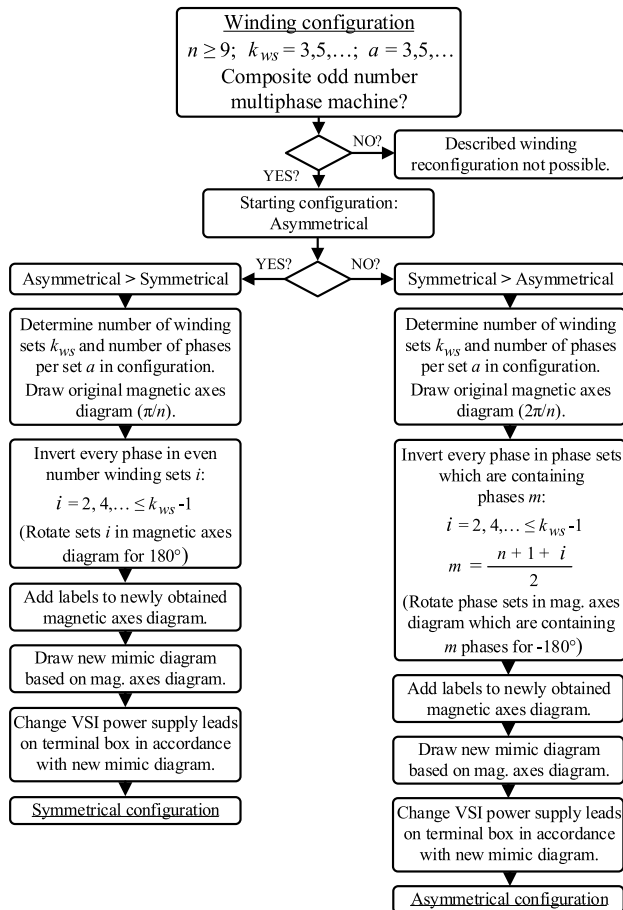 Winding configuration
n ≥ 9; k_ws = 3,5,…; a = 3,5,…
Composite odd number
multiphase machine?
NO?
Described winding
reconfiguration not possible.
YES?
Starting configuration:
Asymmetrical
YES?
NO?
Asymmetrical > Symmetrical
Determine number of winding
sets k_ws and number of phases
per set a in configuration.
Draw original magnetic axes
diagram (π/n).
Invert every phase in even
number winding sets i:
i = 2, 4,… ≤ k_ws -1
(Rotate sets i in magnetic axes
diagram for 180°)
Add labels to newly obtained
magnetic axes diagram.
Draw new mimic diagram
based on mag. axes diagram.
Change VSI power supply leads
on terminal box in accordance
with new mimic diagram.
Symmetrical configuration
Symmetrical > Asymmetrical
Determine number of winding
sets k_ws and number of phases
per set a in configuration.
Draw original magnetic axes
diagram (2π/n).
Invert every phase in phase sets
which are containing
phases m:
i = 2, 4,… ≤ k_ws -1
m = (n + 1 + i) / 2
(Rotate phase sets in mag. axes
diagram which are containing
m phases for -180°)
Add labels to newly obtained
magnetic axes diagram.
Draw new mimic diagram
based on mag. axes diagram.
Change VSI power supply leads
on terminal box in accordance
with new mimic diagram.
Asymmetrical configuration